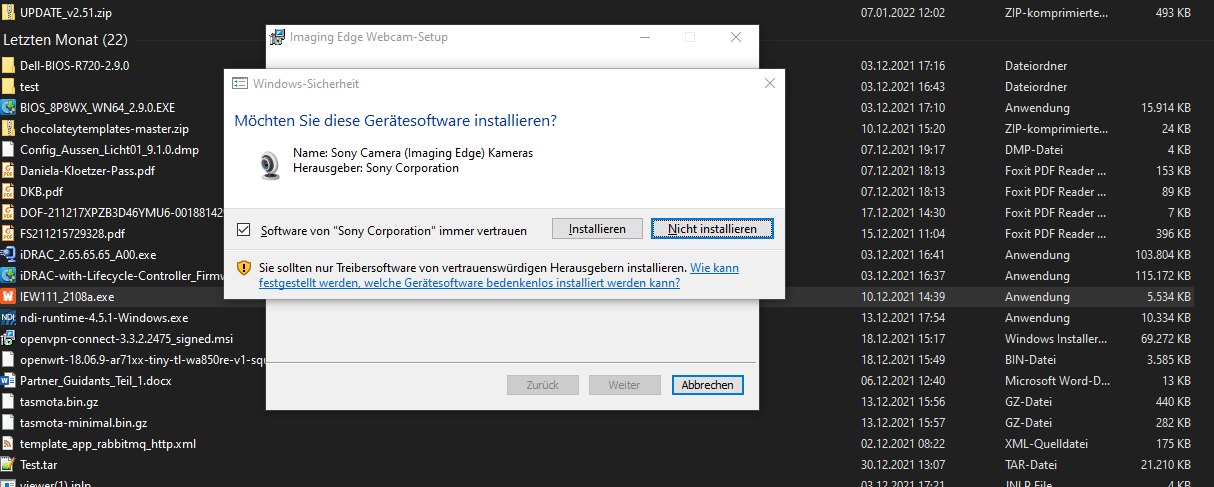 UPDATE_v2.51.zip 07.01.2022 12:02 ZIP-komprimierte... 493 KB
Letzten Monat (22)
Imaging Edge Webcam-Setup
Dell-BIOS-R720-2.9.0 03.12.2021 17:16 Dateiordner
Windows-Sicherheit
test 03.12.2021 16:43 Dateiordner
BIOS_8P8WX_WN64_2.9.0.EXE 03.12.2021 17:10 Anwendung 15.914 KB
Möchten Sie diese Gerätesoftware installieren?
chocolateytemplates-master.zip 10.12.2021 15:20 ZIP-komprimierte... 24 KB
Config_Aussen_Licht01_9.1.0.dmp 07.12.2021 19:27 DMP-Datei 4 KB
Name: Sony Camera (Imaging Edge) Kameras
Herausgeber: Sony Corporation
Daniela-Kloetzer-Pass.pdf 07.12.2021 18:13 Foxit PDF Reader ... 153 KB
DKB.pdf 07.12.2021 18:13 Foxit PDF Reader ... 89 KB
DOF-211217XPZB3D46YMU6-00188142 17.12.2021 14:30 Foxit PDF Reader ... 7 KB
FS211215729328.pdf 15.12.2021 11:04 Foxit PDF Reader ... 396 KB
Software von "Sony Corporation" immer vertrauen
Installieren
Nicht installieren
iDRAC_2.65.65.65_A00.exe 03.12.2021 16:41 Anwendung 103.804 KB
iDRAC-with-Lifecycle-Controller_Firmw 03.12.2021 16:37 Anwendung 115.172 KB
Sie sollten nur Treibersoftware von vertrauenswürdigen Herausgebern installieren. Wie kann
festgestellt werden, welche Gerätesoftware bedenkenlos installiert werden kann?
IEW111_2108a.exe 10.12.2021 14:39 Anwendung 5.534 KB
ndi-runtime-4.5.1-Windows.exe 13.12.2021 17:54 Anwendung 10.334 KB
openvpn-connect-3.3.2.2475_signed.msi 18.12.2021 15:17 Windows Installer... 69.272 KB
openwrt-18.06.9-ar71xx-tiny-tl-wa850re-v1-squ 18.12.2021 15:49 BIN-Datei 3.585 KB
Partner_Guidants_Teil_1.docx 06.12.2021 12:40 Microsoft Word-D... 13 KB
Zurück
Weiter
Abbrechen
tasmota.bin.gz 13.12.2021 15:56 GZ-Datei 440 KB
tasmota-minimal.bin.gz 13.12.2021 15:57 GZ-Datei 282 KB
template_app_rabbitmq_http.xml 02.12.2021 08:22 XML-Quelldatei 175 KB
Test.tar 30.12.2021 13:07 TAR-Datei 21.210 KB
viewer(1).jnlp 03.12.2021 17:21 JNLP File 4 KB